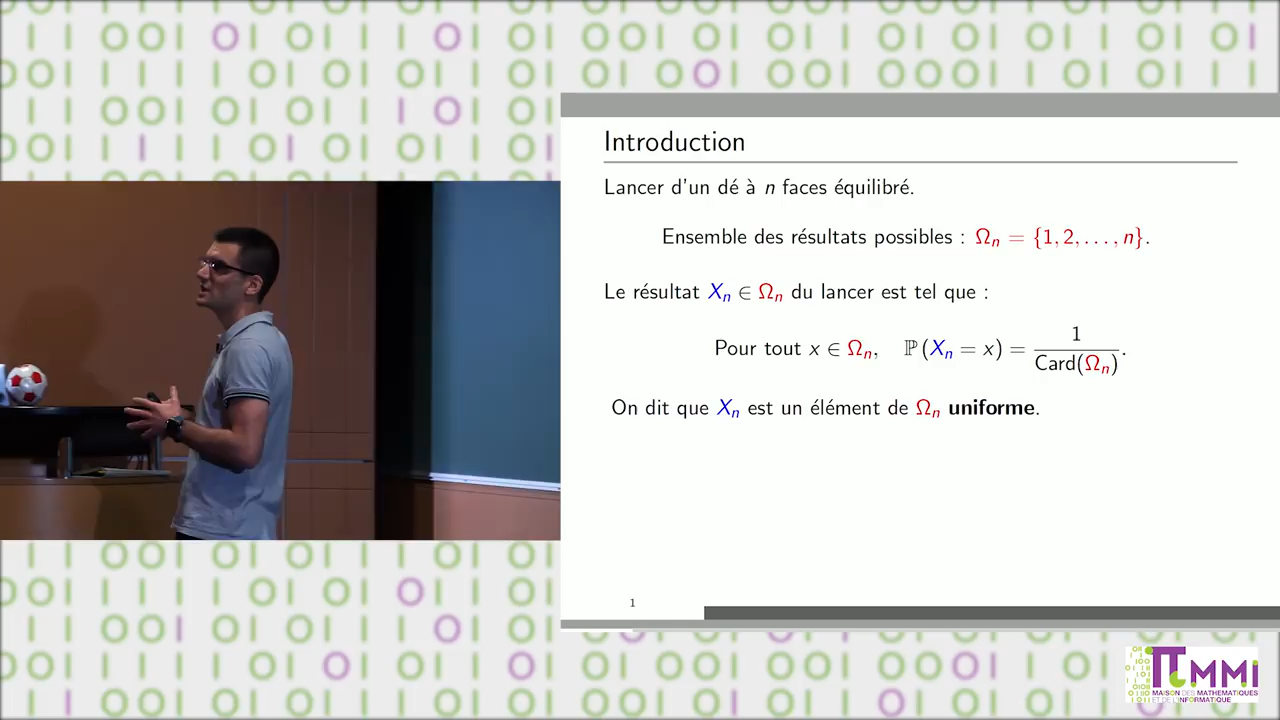 Introduction
Lancer d'un dé à n faces équilibré.
Ensemble des résultats possibles : Ωn = {1, 2, . . . , n}.
Le résultat Xn ∈ Ωn du lancer est tel que :
Pour tout x ∈ Ωn, ℙ (Xn = x) = 1 / Card(Ωn).
On dit que Xn est un élément de Ωn uniforme.
1
MMI
MAISON DES MATHÉMATIQUES
ET DE L'INFORMATIQUE